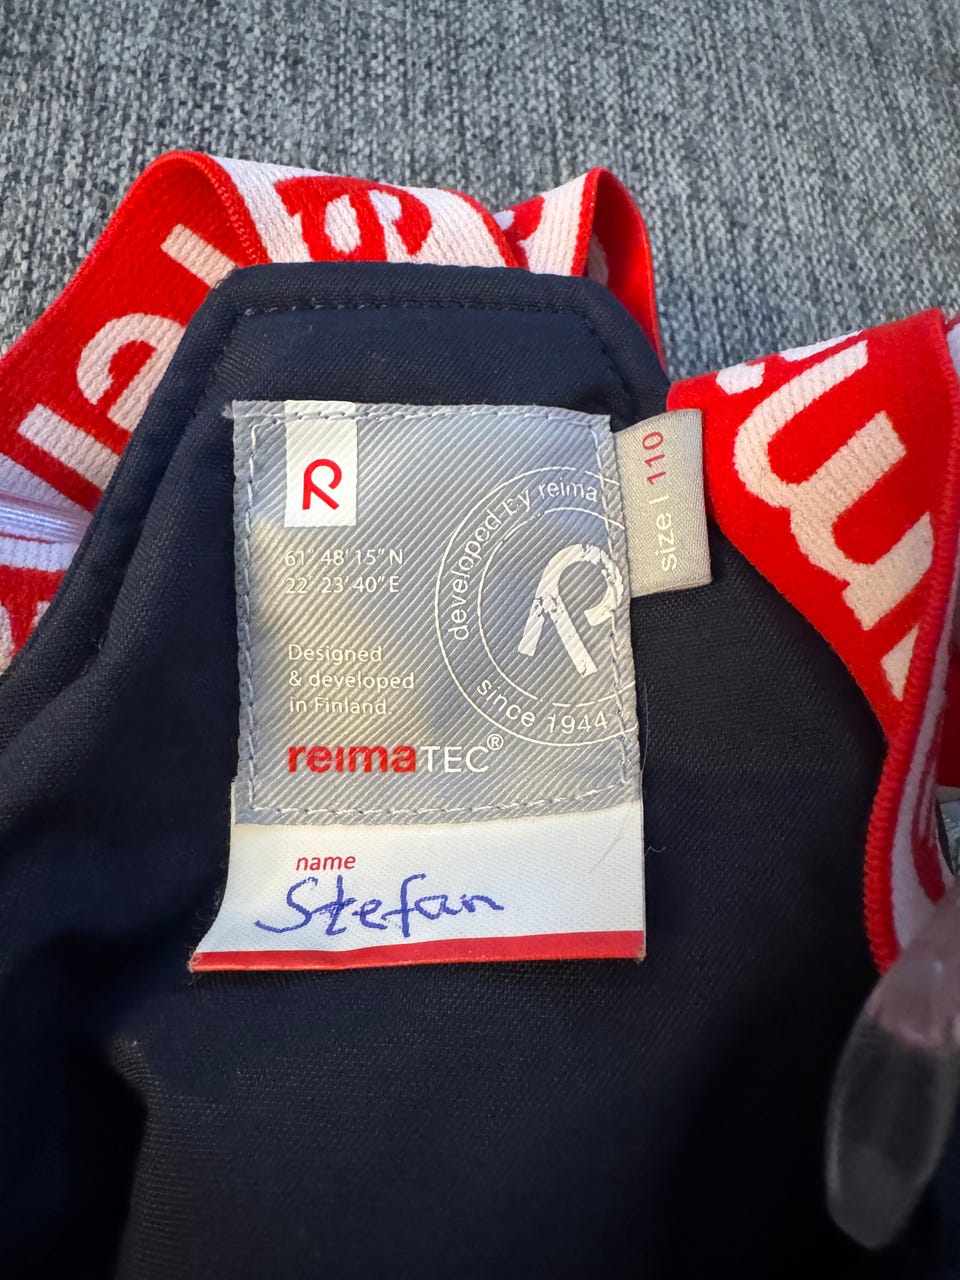 R
61° 48' 15" N
22° 23' 40" E
Designed
& developed
in Finland.
reimaTEC®
developed by reima
R
since 1944
size | 110
name
Stefan